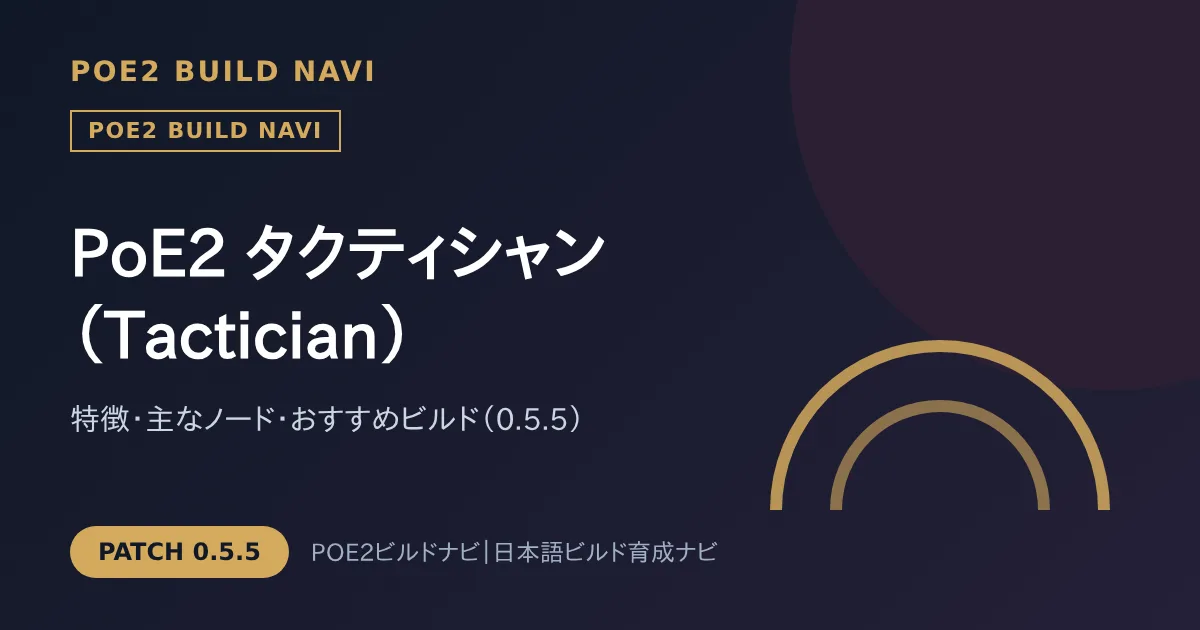 POE2 BUILD NAVI
POE2 BUILD NAVI
PoE2 タクティシャン
（Tactician）
特徴・主なノード・おすすめビルド（0.5.5）
PATCH 0.5.5
POE2ビルドナビ|日本語ビルド育成ナビ